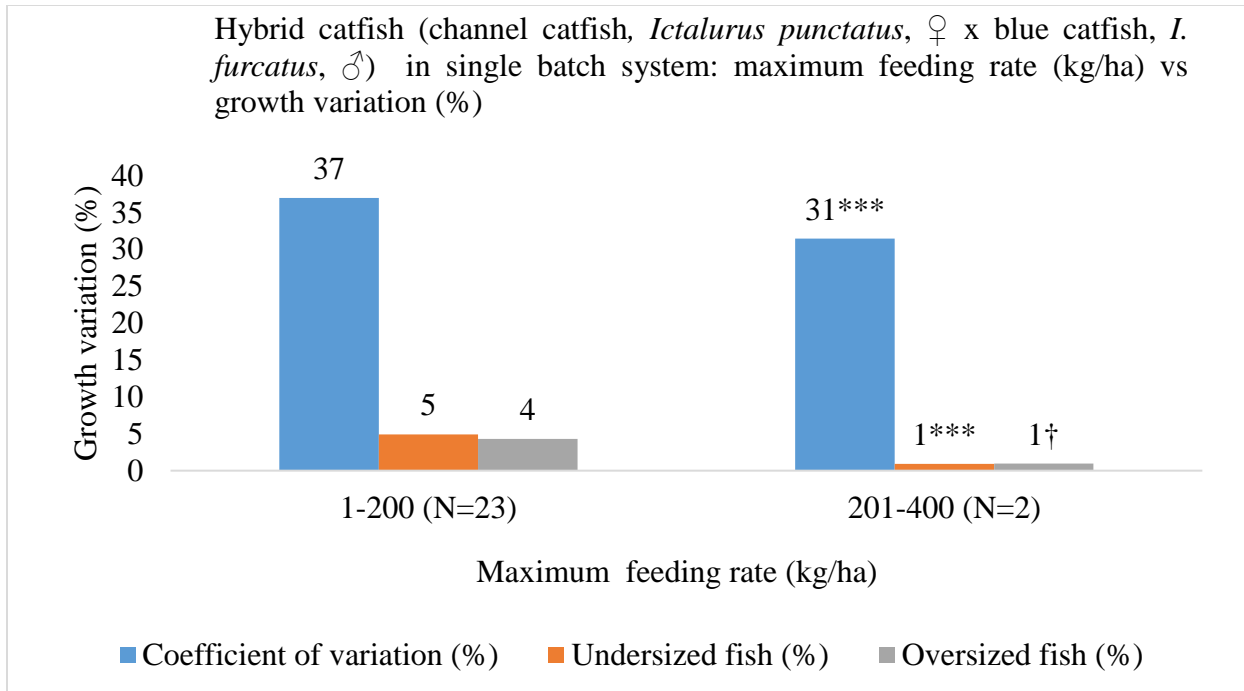 Hybrid catfish (channel catfish, Ictalurus punctatus, ♀ x blue catfish, I.
furcatus, ♂) in single batch system: maximum feeding rate (kg/ha) vs
growth variation (%)
Growth variation (%)
40
35
30
25
20
15
10
5
0
37
5
4
31***
1***
1†
1-200 (N=23)
201-400 (N=2)
Maximum feeding rate (kg/ha)
Coefficient of variation (%)
Undersized fish (%)
Oversized fish (%)